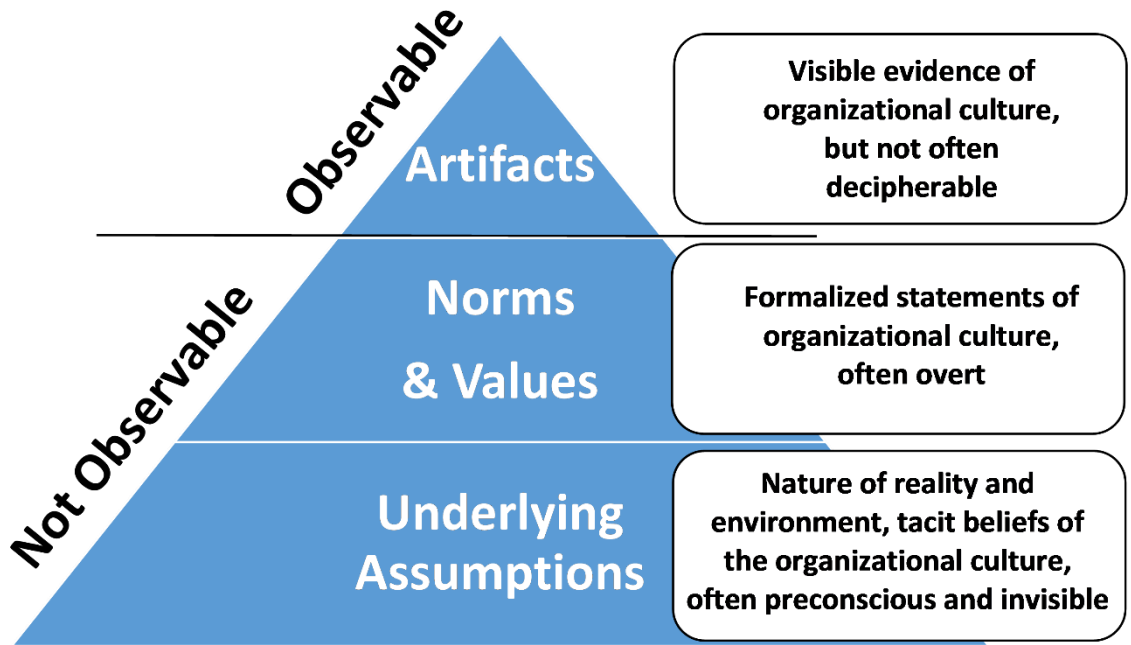 Observable
Artifacts
Visible evidence of
organizational culture,
but not often
decipherable
Not Observable
Norms
& Values
Formalized statements of
organizational culture,
often overt
Underlying
Assumptions
Nature of reality and
environment, tacit beliefs of
the organizational culture,
often preconscious and invisible